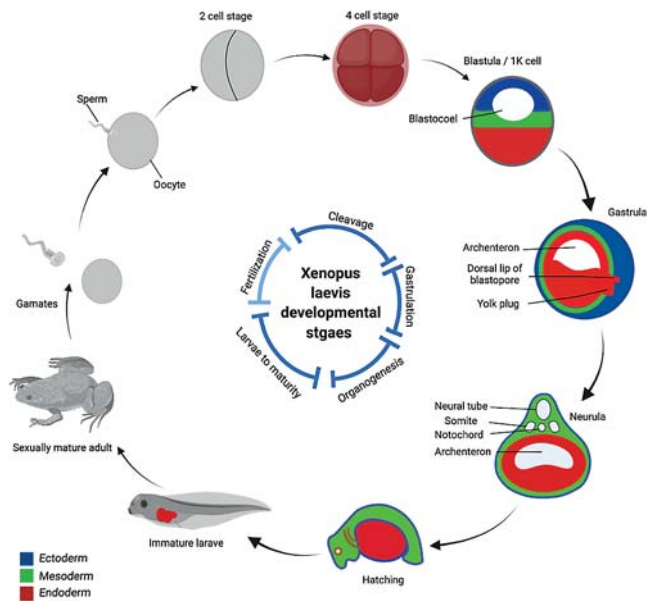 2 cell stage
4 cell stage
Blastula / 1K cell
Blastocoel
Sperm
Oocyte
Gastrula
Archenteron
Dorsal lip of
blastopore
Yolk plug
Cleavage
Fertilization
Gastrulation
Xenopus
laevis
developmental
stgaes
Larvae to maturity
Organogenesis
Gamates
Neural tube
Neurula
Somite
Notochord
Archenteron
Sexually mature adult
Immature larave
Hatching
Ectoderm
Mesoderm
Endoderm